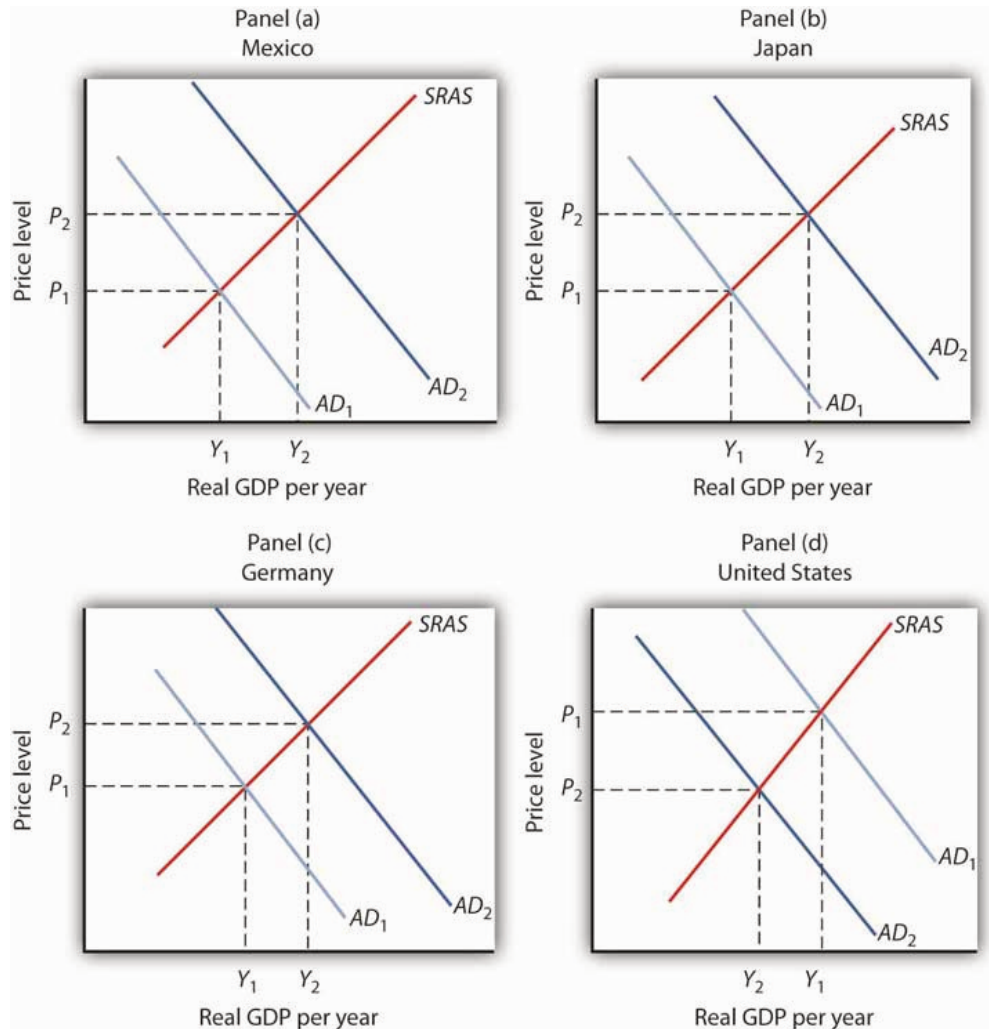 Panel (a)
Mexico
SRAS
P2
P1
Price level
AD1
AD2
Y1 Y2
Real GDP per year
Panel (b)
Japan
SRAS
P2
P1
Price level
AD2
AD1
Y1 Y2
Real GDP per year
Panel (c)
Germany
SRAS
P2
P1
Price level
AD1
AD2
Y1 Y2
Real GDP per year
Panel (d)
United States
SRAS
P1
P2
Price level
AD1
AD2
Y2 Y1
Real GDP per year